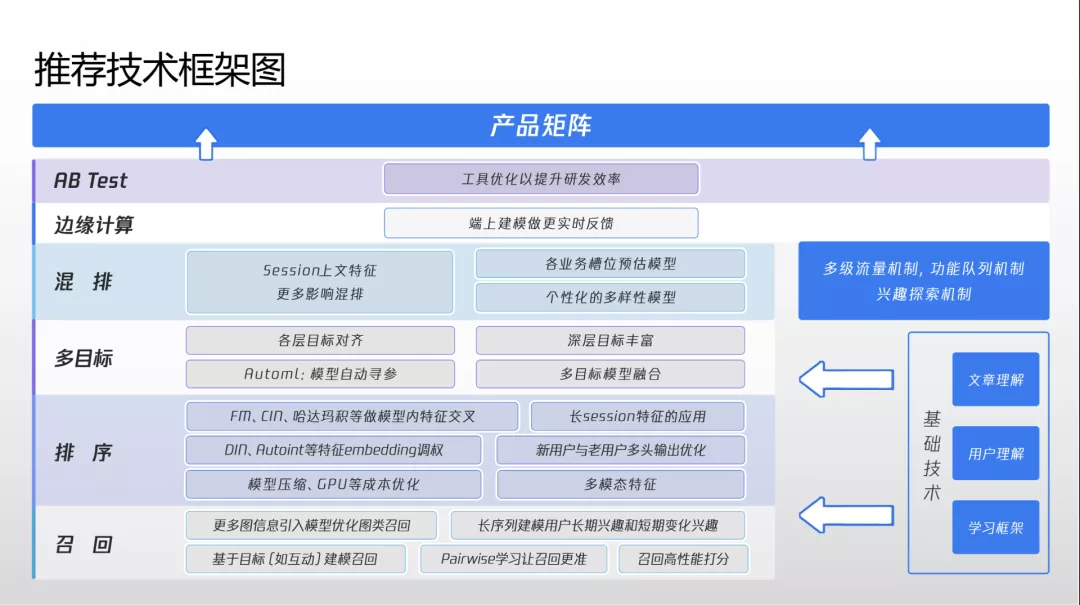 推荐技术框架图
产品矩阵
AB Test
工具优化以提升研发效率
边缘计算
端上建模做更实时反馈
混 排
Session上文特征
更多影响混排
各业务槽位预估模型
个性化的多样性模型
多级流量机制, 功能队列机制
兴趣探索机制
多目标
各层目标对齐
深层目标丰富
Automl: 模型自动寻参
多目标模型融合
排 序
FM、CIN、哈达玛积等做模型内特征交叉
长session特征的应用
DIN、Autoint等特征embedding调权
新用户与老用户多头输出优化
模型压缩、GPU等成本优化
多模态特征
召 回
更多图信息引入模型优化图类召回
长序列建模用户长期兴趣和短期变化兴趣
基于目标〔如互动〕建模召回
Pairwise学习让召回更准
召回高性能打分
基础技术
文章理解
用户理解
学习框架